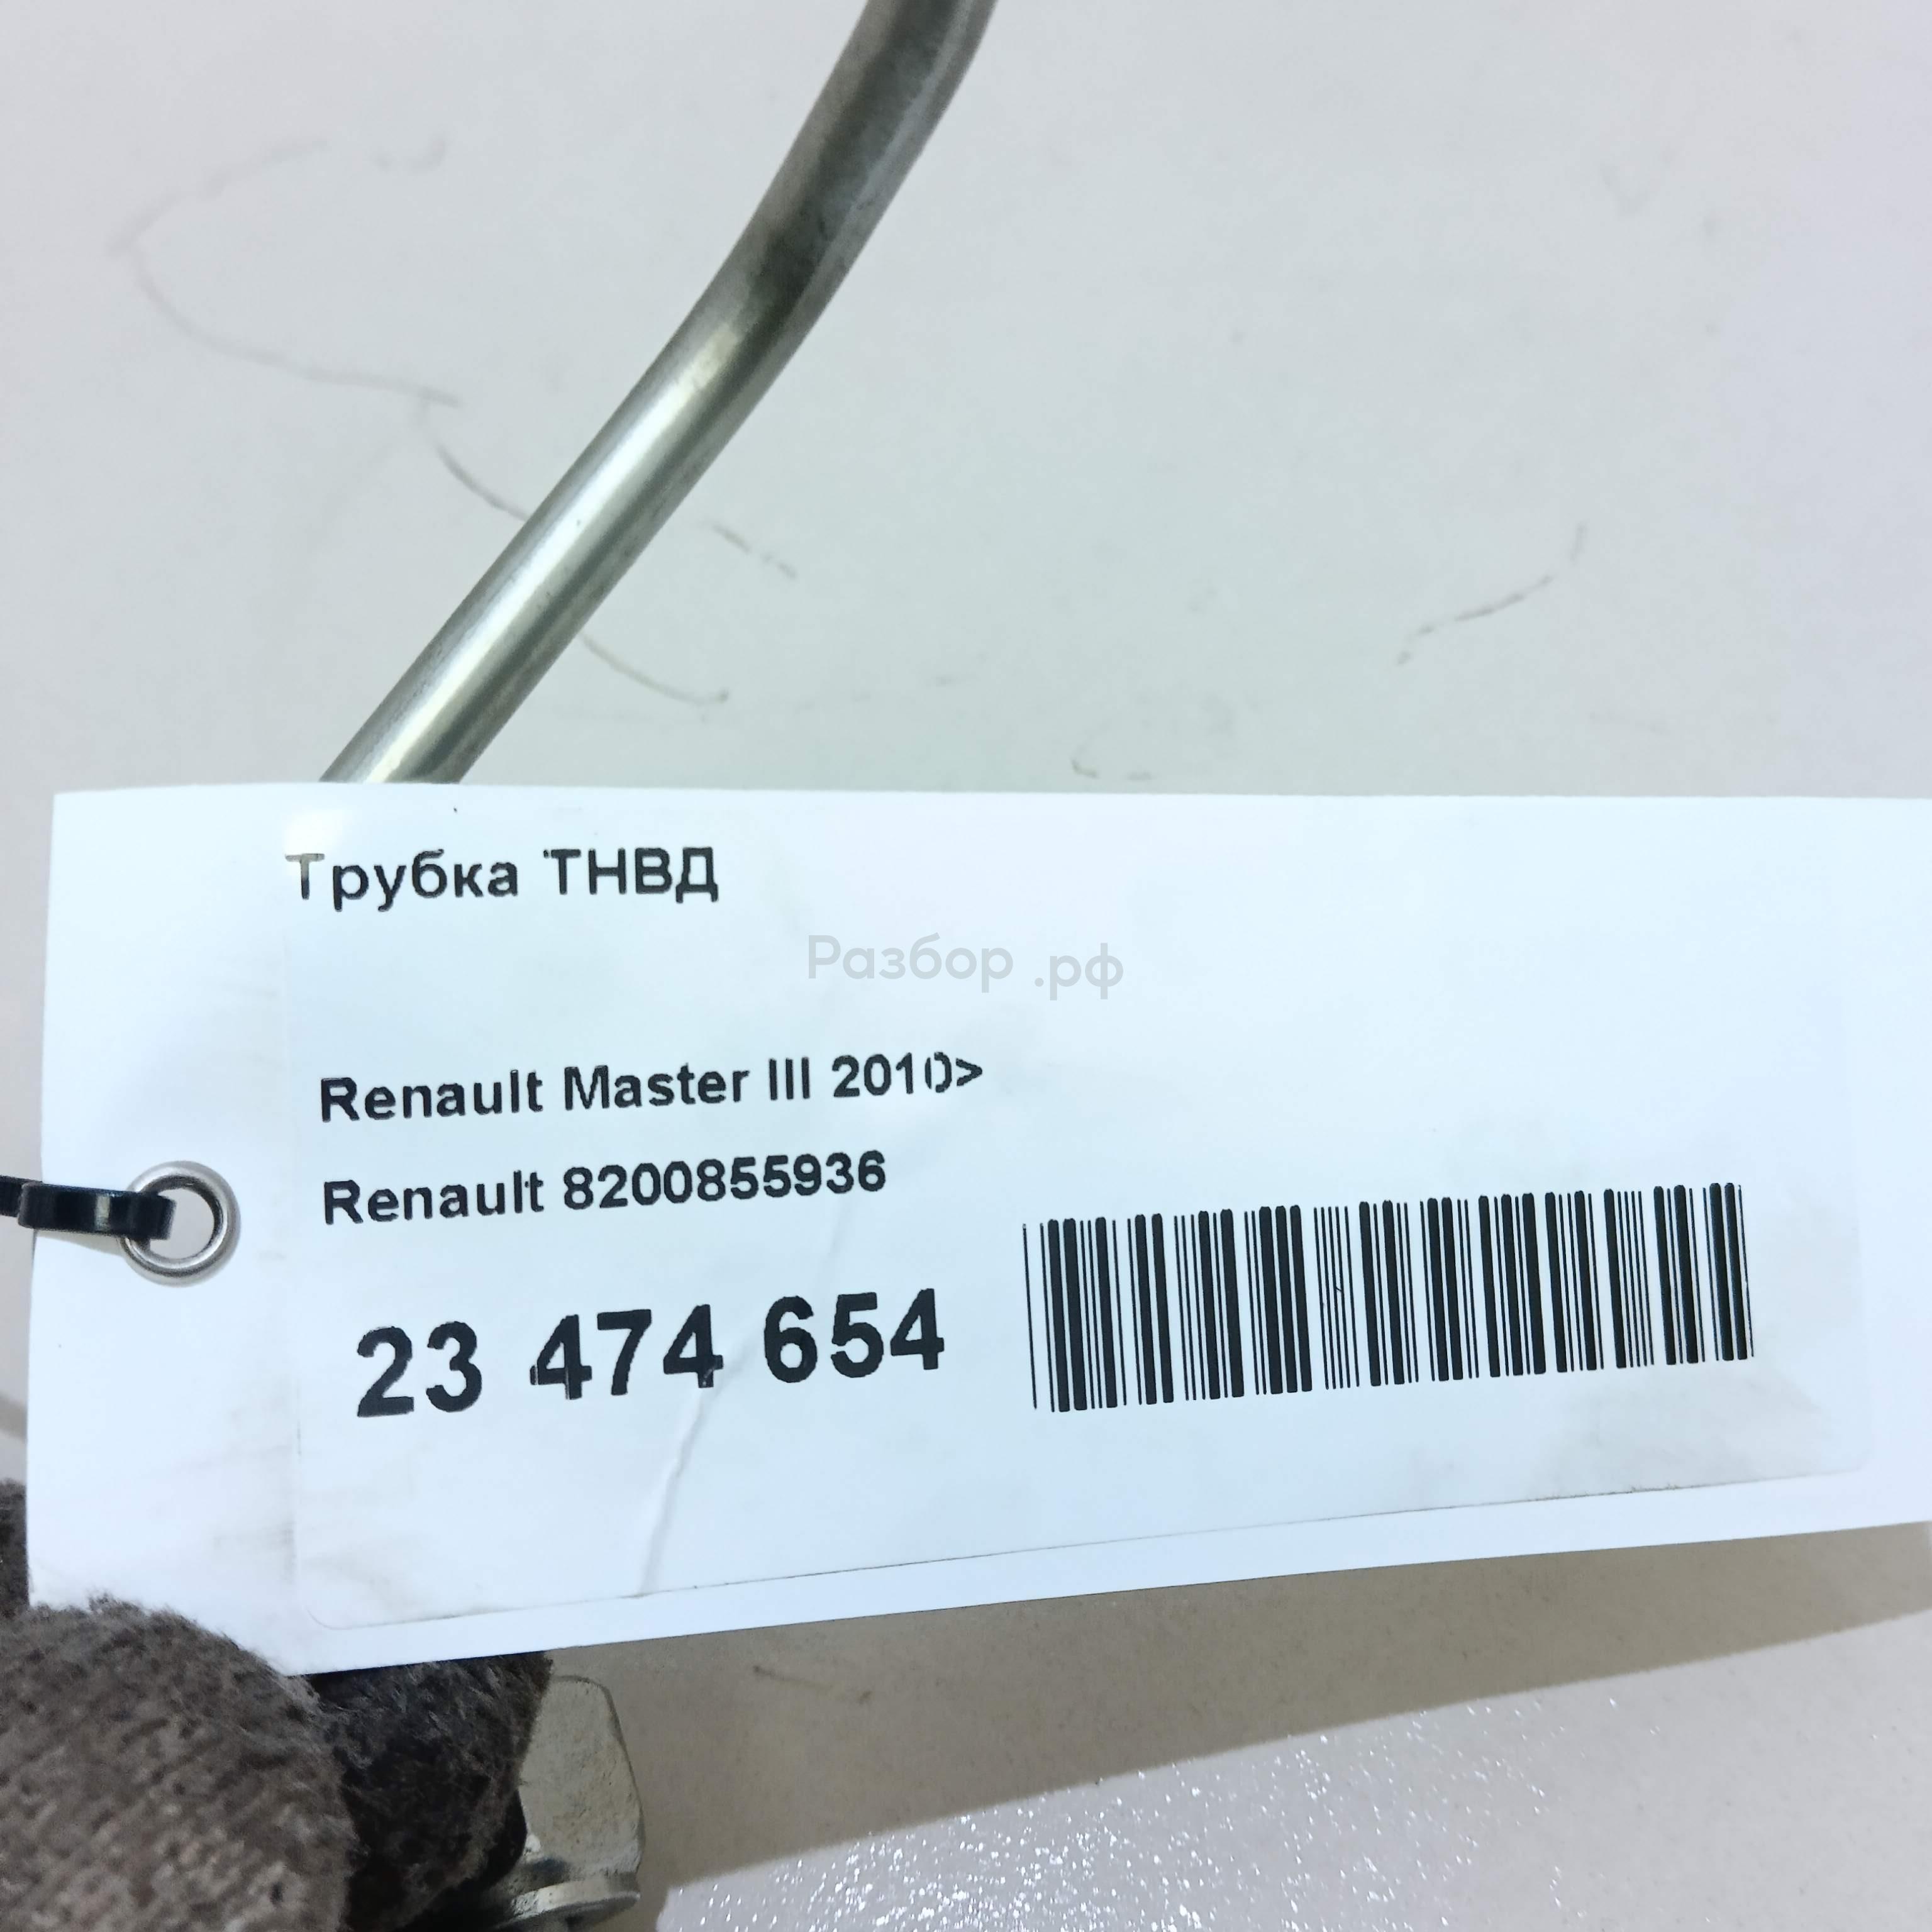 Трубка ТНВД
Разбор .рф
Renault Master III 2010>
Renault 8200855936
23 474 654